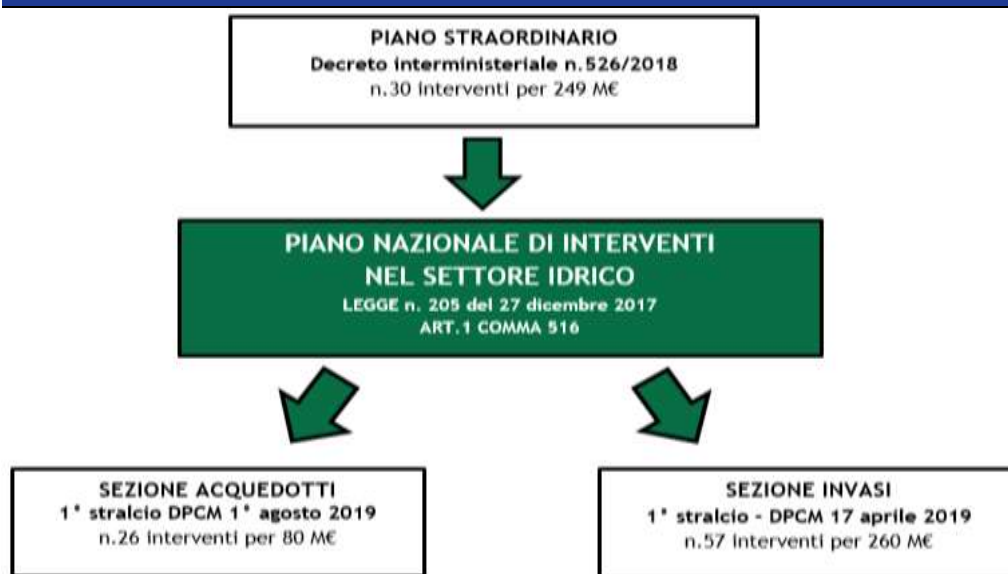 PIANO STRAORDINARIO
Decreto interministeriale n.526/2018
n.30 interventi per 249 M€
PIANO NAZIONALE DI INTERVENTI
NEL SETTORE IDRICO
LEGGE n. 205 del 27 dicembre 2017
ART.1 COMMA 516
SEZIONE ACQUEDOTTI
1° stralcio DPCM 1° agosto 2019
n.26 interventi per 80 M€
SEZIONE INVASI
1° stralcio - DPCM 17 aprile 2019
n.57 interventi per 260 M€